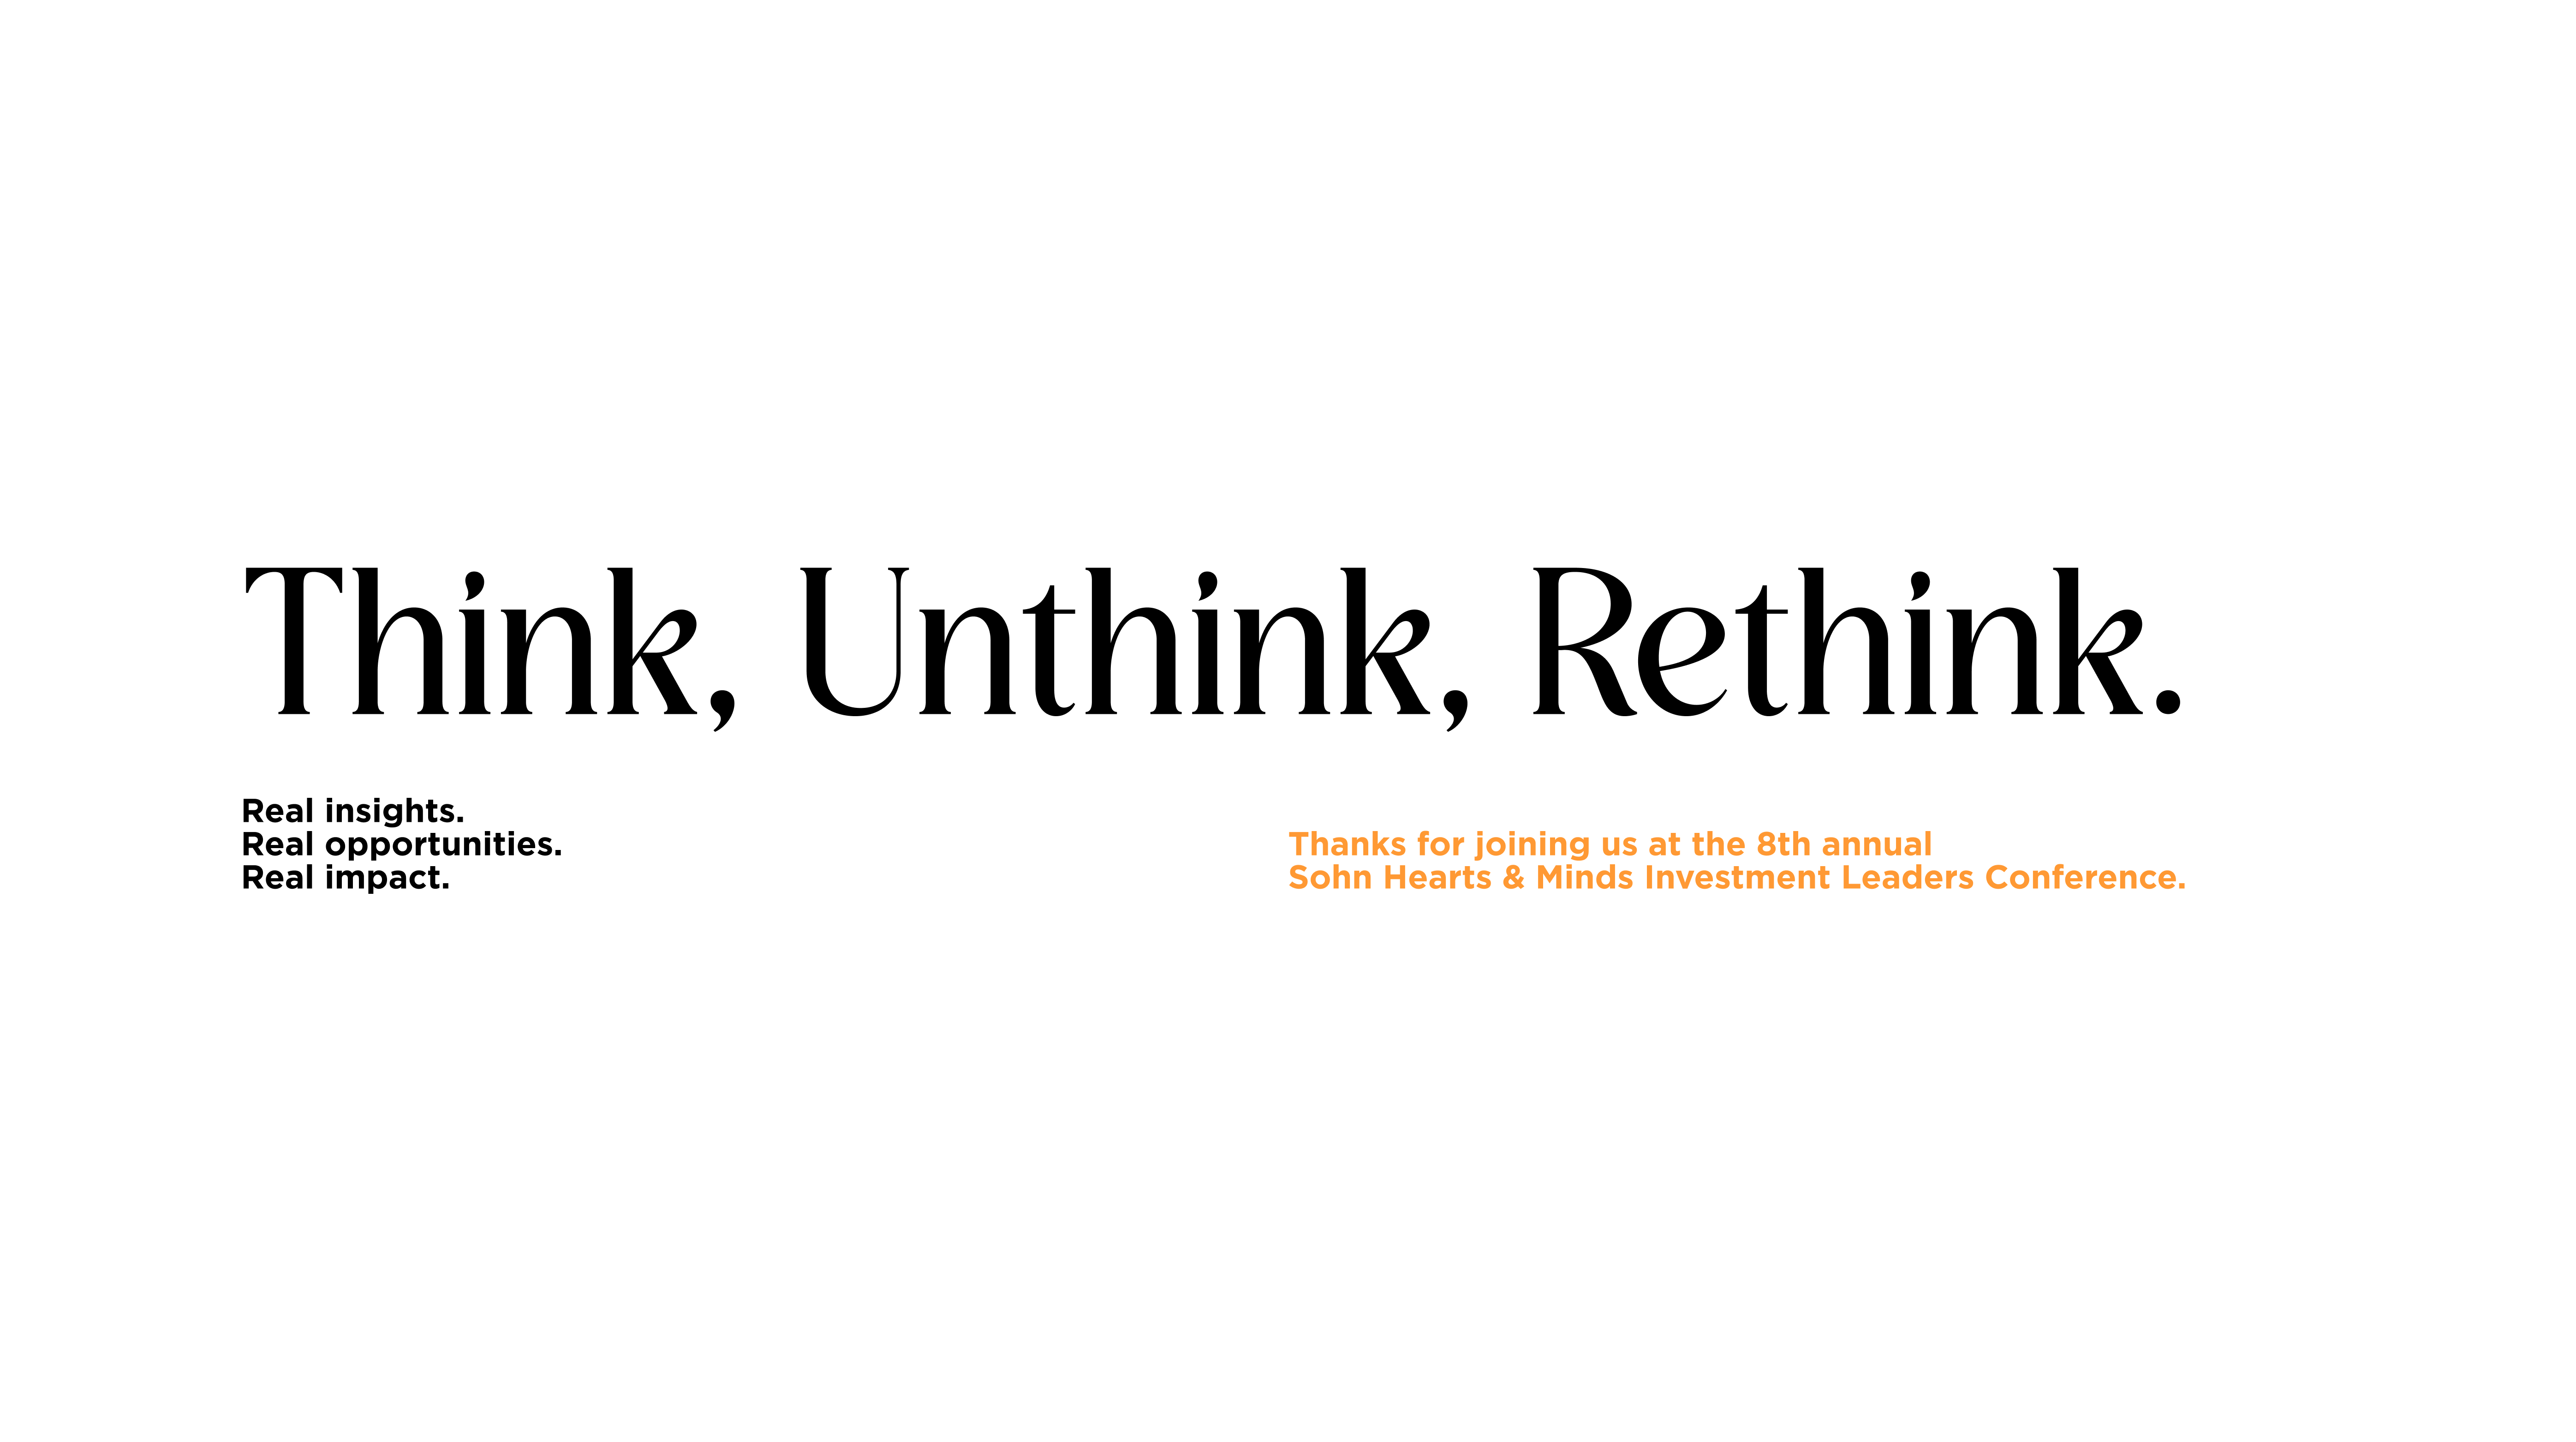 Think, Unthink, Rethink.
Real insights.
Real opportunities.
Real impact.
Thanks for joining us at the 8th annual
Sohn Hearts & Minds Investment Leaders Conference.